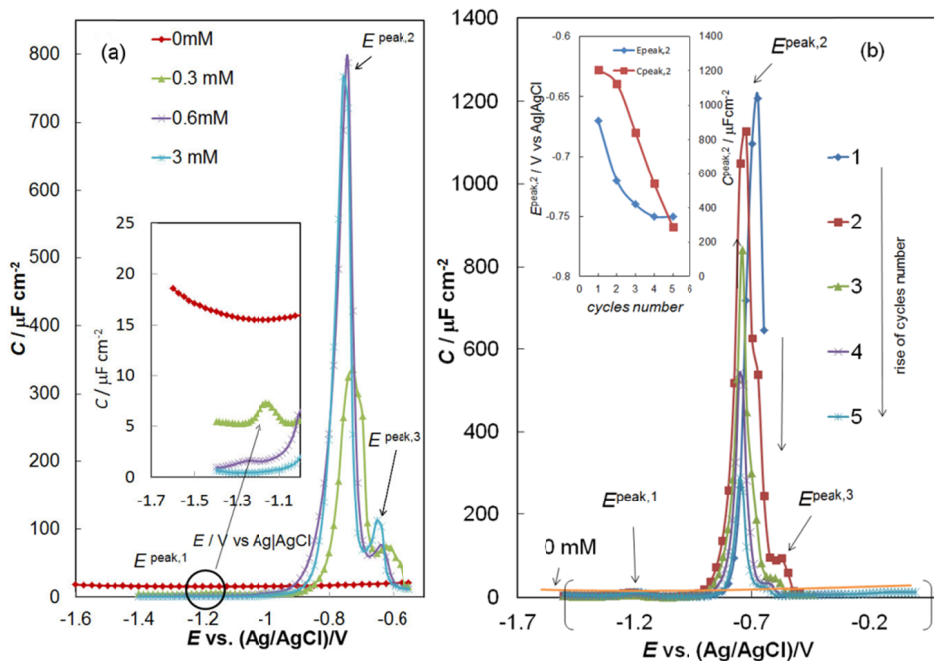 (a)
0mM
0.3 mM
0.6mM
3 mM
E peak,2
E peak,3
E peak,1
C / μF cm-2
800
700
600
500
400
300
200
100
0
-1.6
-1.4
-1.2
-1
-0.8
-0.6
E vs. (Ag/AgCl)/V
C / μF cm-2
25
20
15
10
5
0
-1.7
-1.5
-1.3
-1.1
E / V vs Ag|AgCl
(b)
Epeak,2
1
2
3
4
5
rise of cycles number
Epeak,1
Epeak,3
0 mM
C / μF cm-2
1400
1200
1000
800
600
400
200
0
-1.7
-1.2
-0.7
-0.2
E vs. (Ag/AgCl)/V
Epeak,2
Cpeak,2
Epeak,2 / V vs Ag|AgCl
-0.6
-0.65
-0.7
-0.75
-0.8
Cpeak,2 / μFcm-2
1400
1200
1000
800
600
400
200
0
0 1 2 3 4 5 6
cycles number